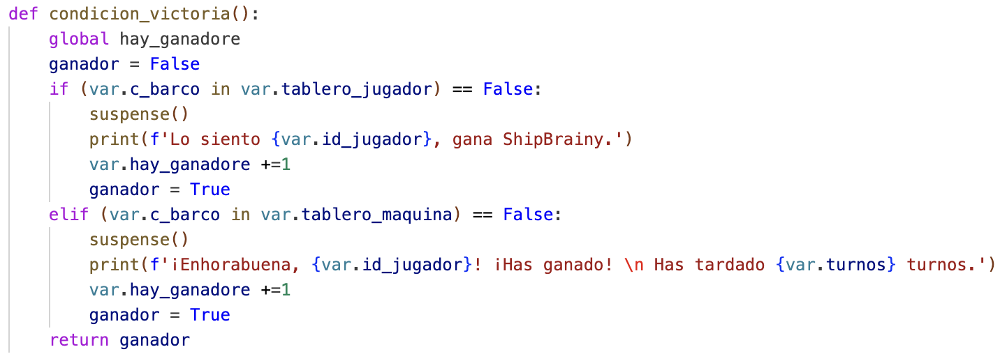 def condicion_victoria():
    global hay_ganadore
    ganador = False
    if (var.c_barco in var.tablero_jugador) == False:
        suspense()
        print(f'Lo siento {var.id_jugador}, gana ShipBrainy.')
        var.hay_ganadore +=1
        ganador = True
    elif (var.c_barco in var.tablero_maquina) == False:
        suspense()
        print(f'¡Enhorabuena, {var.id_jugador}! ¡Has ganado! \n Has tardado {var.turnos} turnos.')
        var.hay_ganadore +=1
        ganador = True
    return ganador